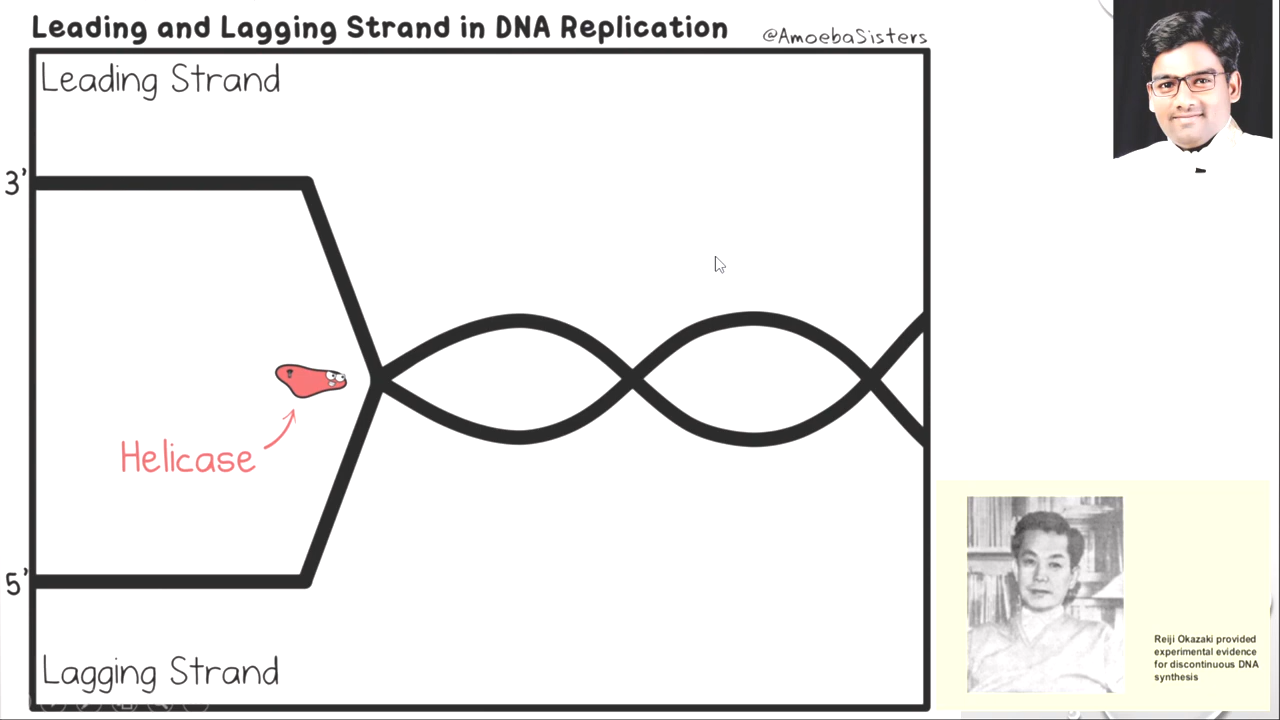 Leading and Lagging Strand in DNA Replication
@AmoebaSisters
Leading Strand
3'
Helicase
5'
Lagging Strand
Reiji Okazaki provided
experimental evidence
for discontinuous DNA
synthesis